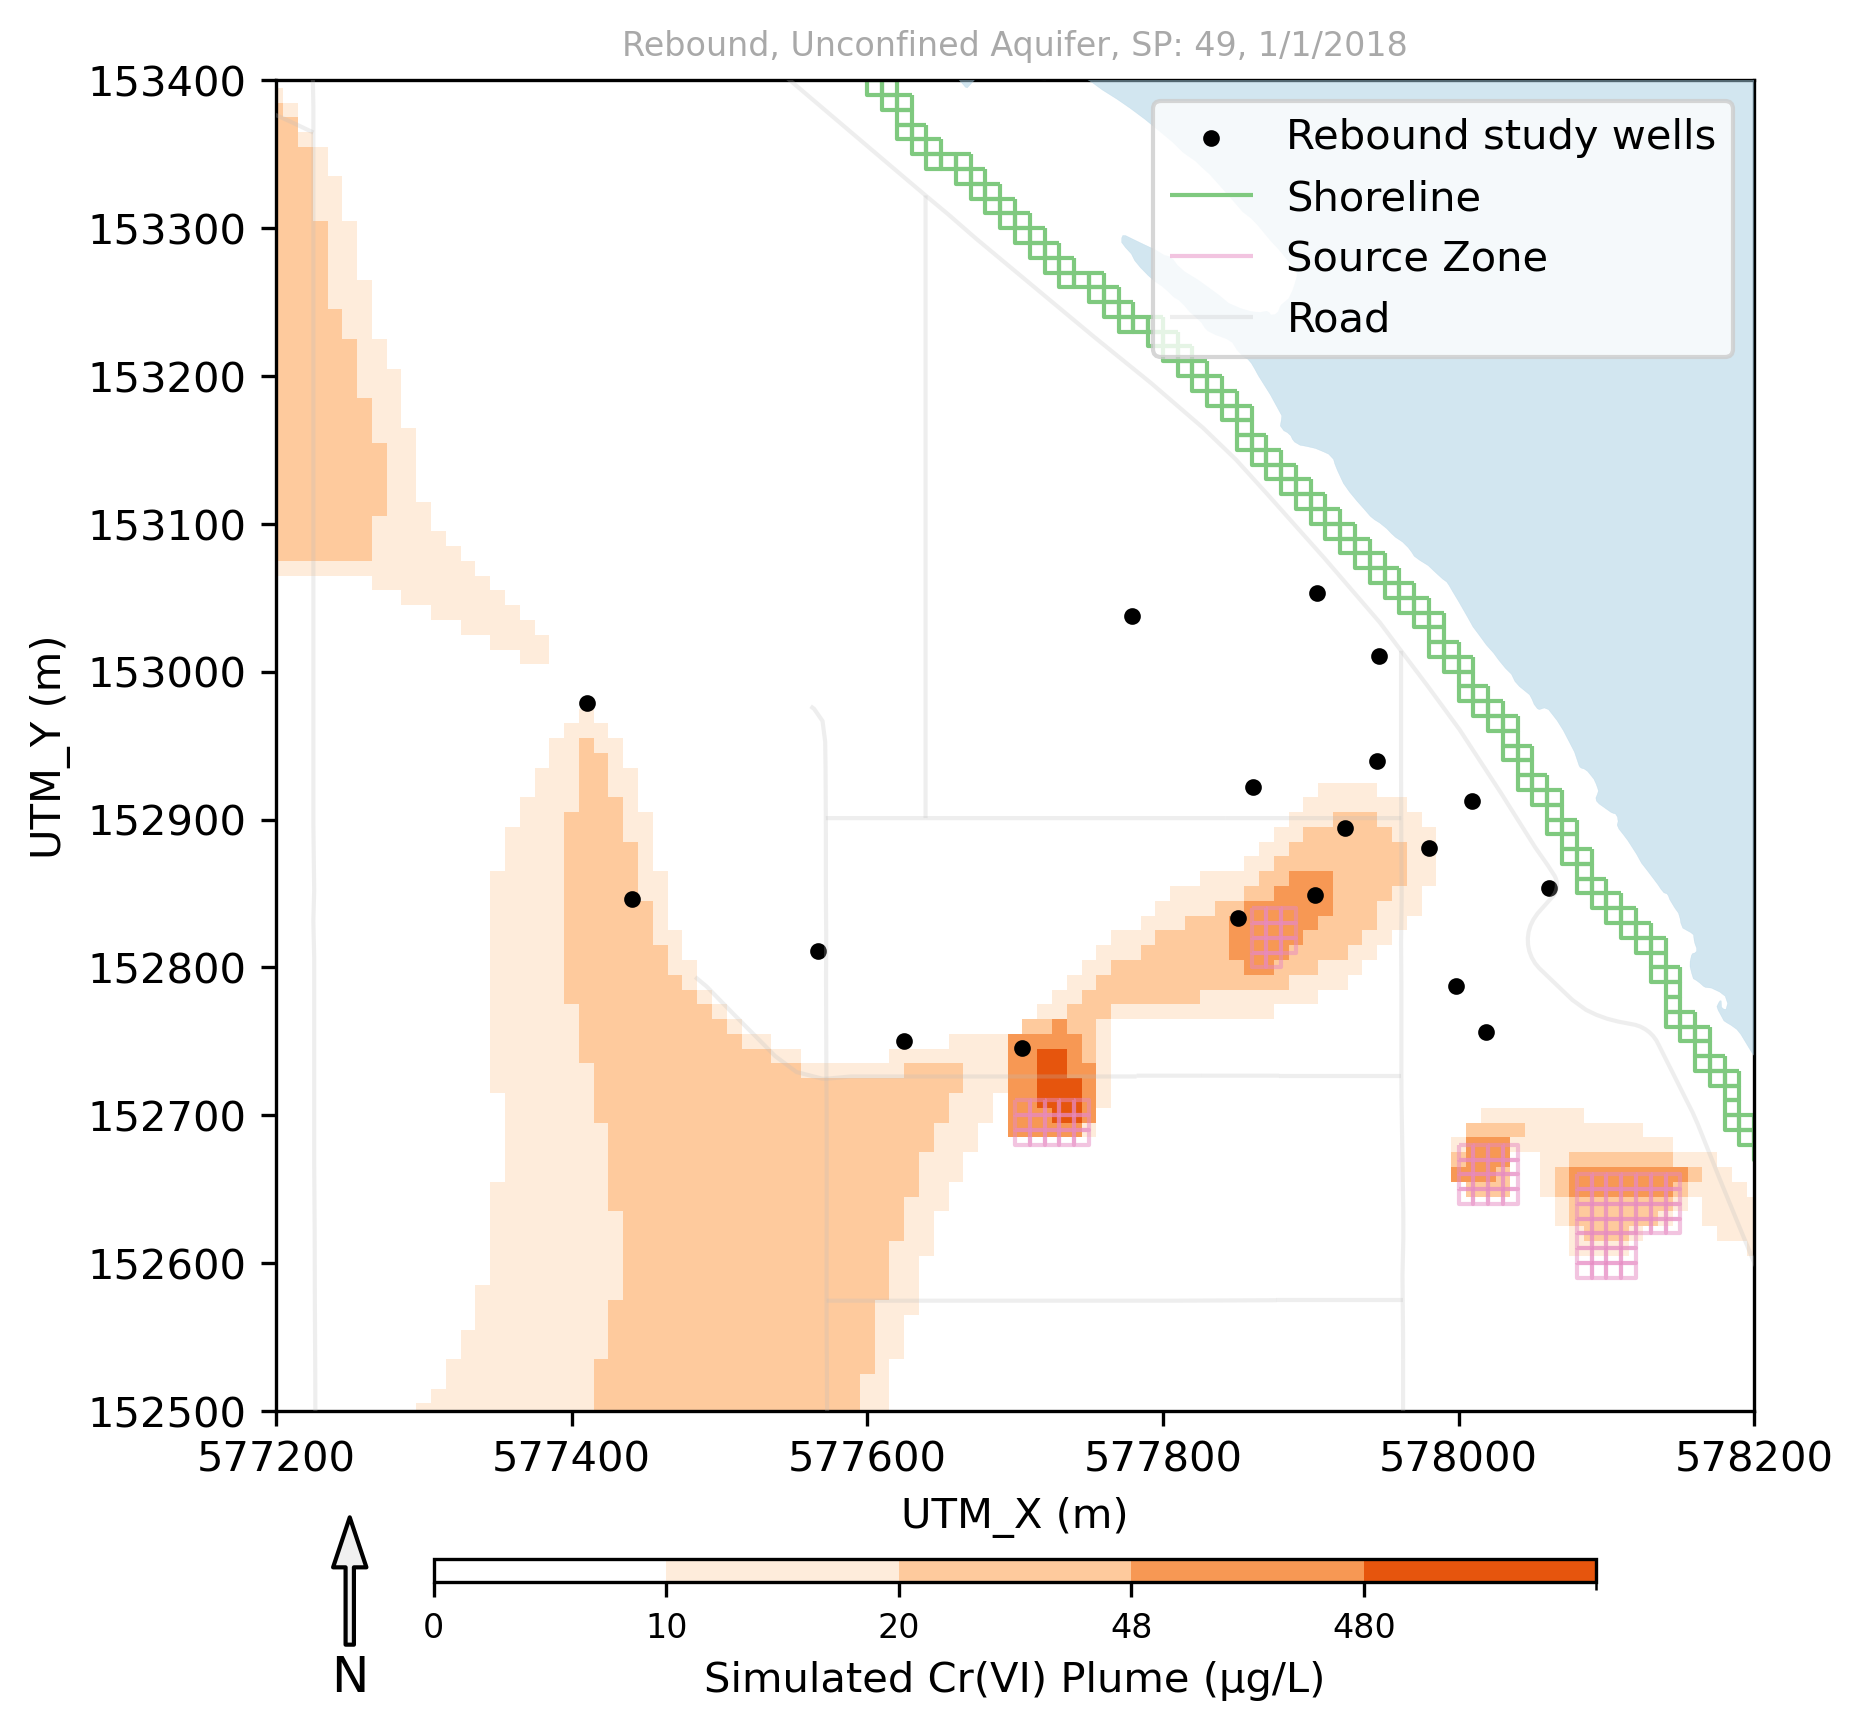 Rebound, Unconfined Aquifer, SP: 49, 1/1/2018
153400
153300
153200
153100
153000
152900
152800
152700
152600
152500
UTM_Y (m)
Rebound study wells
Shoreline
Source Zone
Road
577200 577400 577600 577800 578000 578200
UTM_X (m)
N
0 10 20 48 480
Simulated Cr(VI) Plume (μg/L)